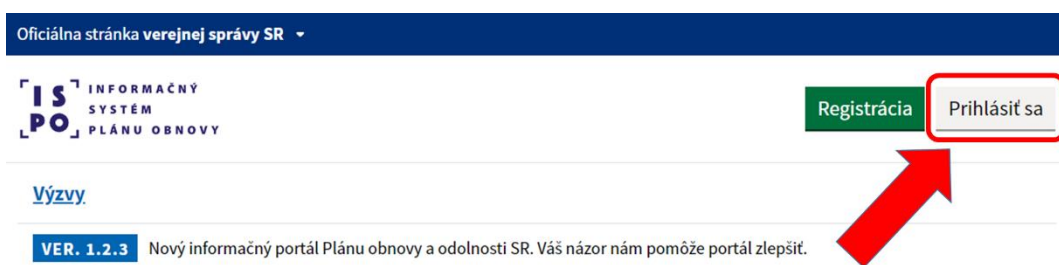 Oficiálna stránka verejnej správy SR
IS INFORMAČNÝ
SYSTÉM
PO PLÁNU OBNOVY
Registrácia Prihlásiť sa
Výzvy
VER. 1.2.3 Nový informačný portál Plánu obnovy a odolnosti SR. Váš názor nám pomôže portál zlepšiť.